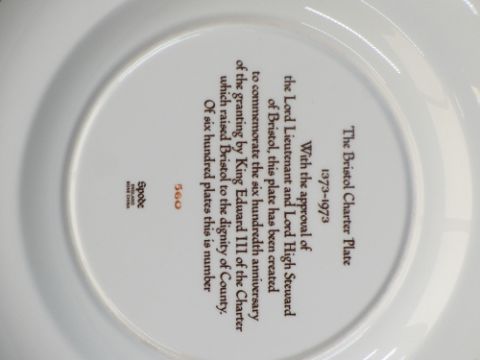 The Bristol Charter Plate
1373-1973
With the approval of
the Lord Lieutenant and Lord High Steward
of Bristol, this plate has been created
to commemorate the six hundredth anniversary
of the granting by King Edward III of the Charter
which raised Bristol to the dignity of County.
Of six hundred plates this is number
560
Spode
ENGLAND
BONE CHINA